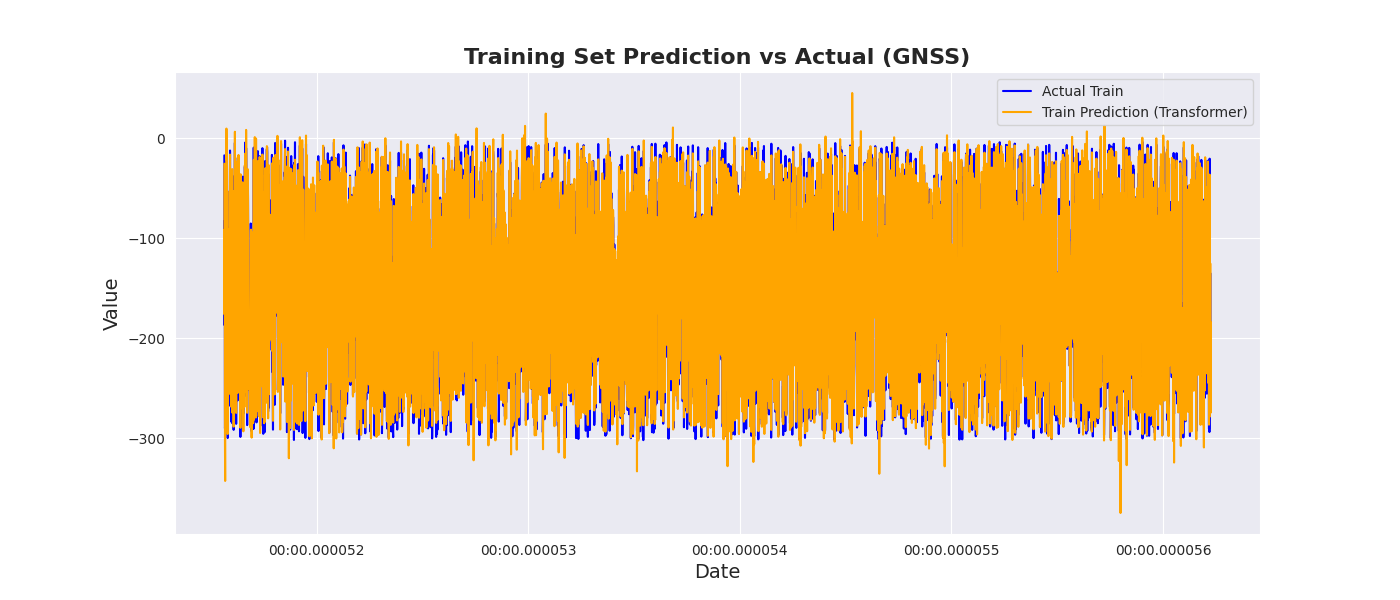 Training Set Prediction vs Actual (GNSS)
Actual Train
Train Prediction (Transformer)
Value
0
−100
−200
−300
00:00.000052
00:00.000053
00:00.000054
00:00.000055
00:00.000056
Date